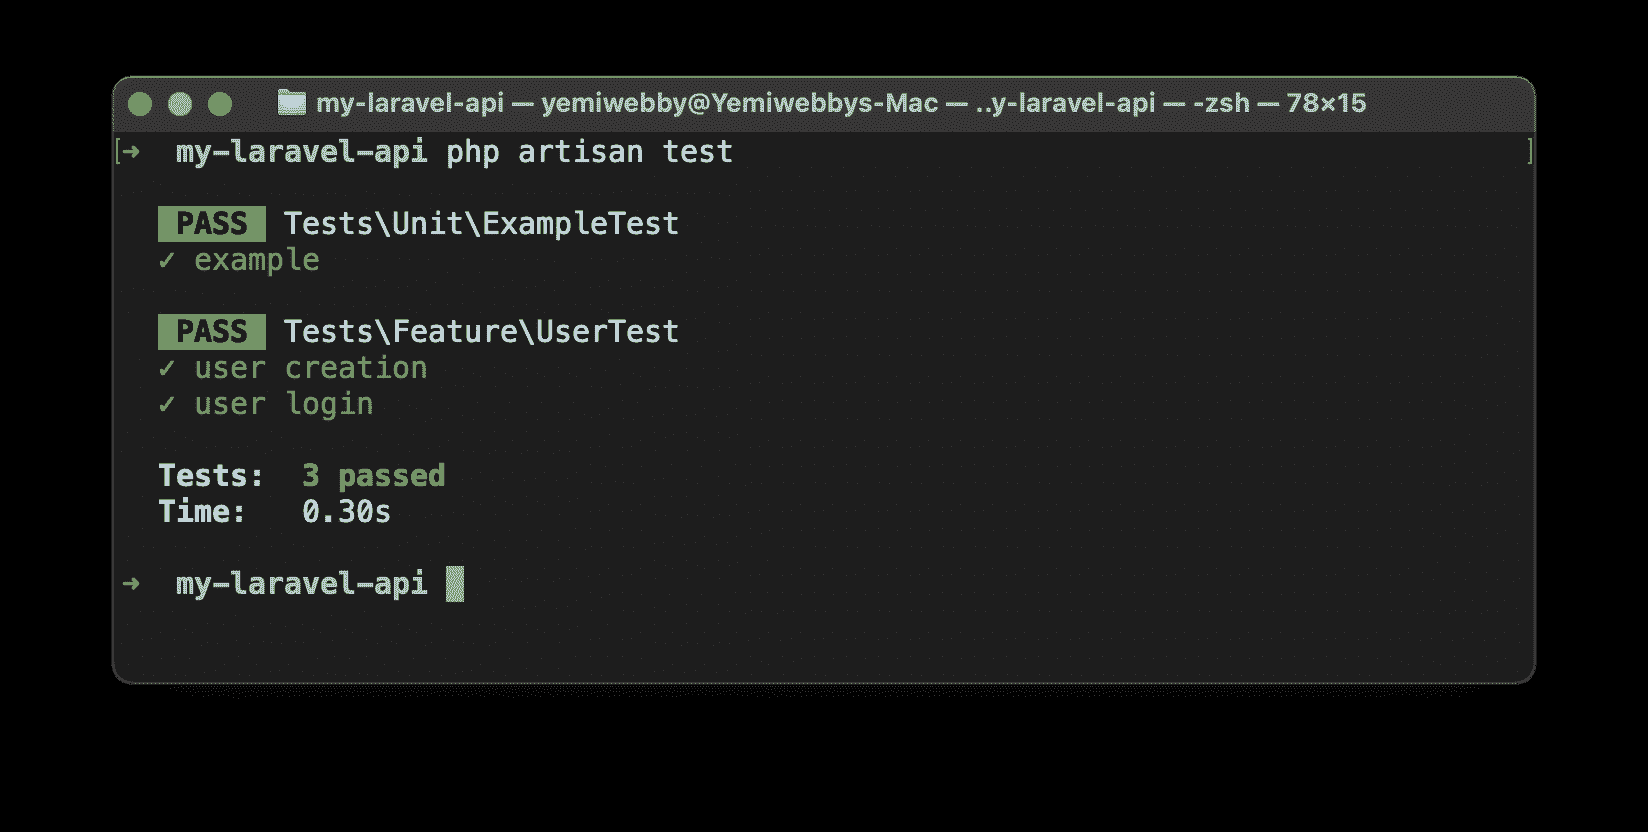 my-laravel-api — yemiwebby@Yemiwebbys-Mac — ..y-laravel-api — -zsh — 78×15
[➜  my-laravel-api php artisan test ]
PASS Tests\Unit\ExampleTest
✓ example
PASS Tests\Feature\UserTest
✓ user creation
✓ user login
Tests:  3 passed
Time:   0.30s
➜  my-laravel-api